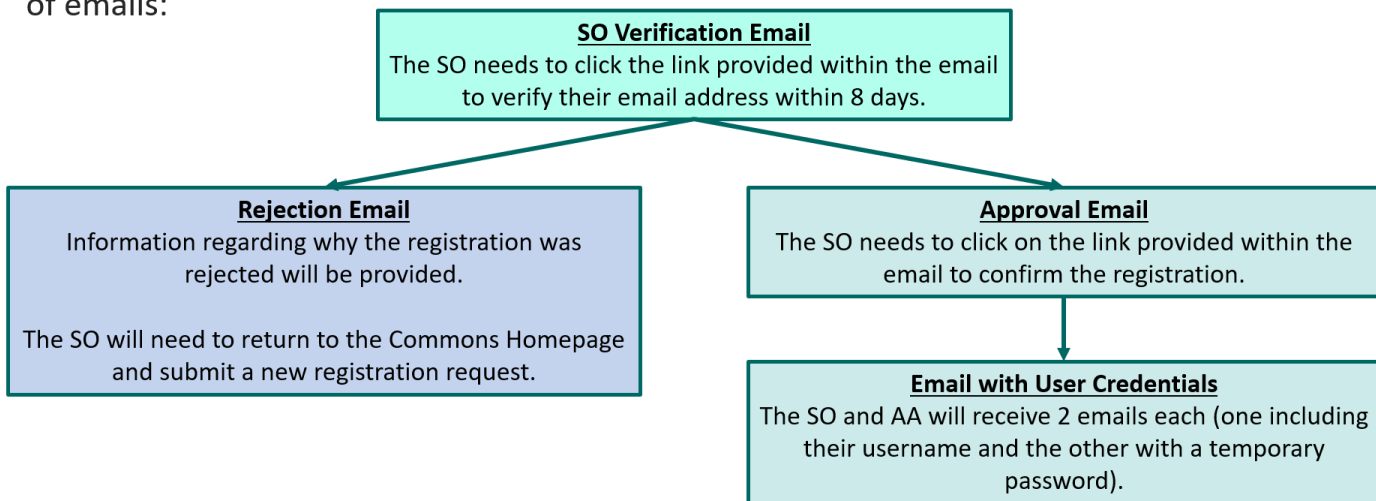 of emails:
SO Verification Email
The SO needs to click the link provided within the email
to verify their email address within 8 days.
Rejection Email
Information regarding why the registration was
rejected will be provided.
The SO will need to return to the Commons Homepage
and submit a new registration request.
Approval Email
The SO needs to click on the link provided within the
email to confirm the registration.
Email with User Credentials
The SO and AA will receive 2 emails each (one including
their username and the other with a temporary
password).